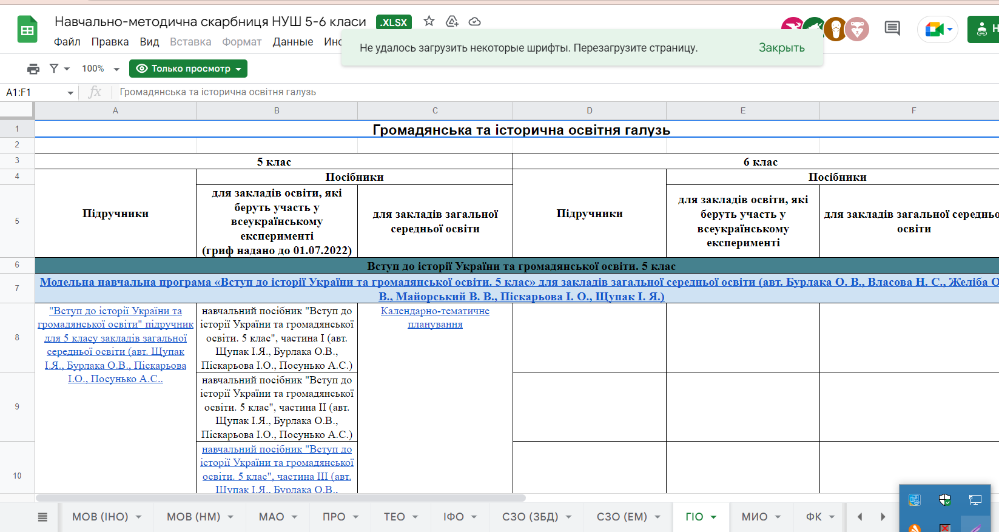 Навчально-методична скарбниця НУШ 5-6 класи .XLSX
Файл Правка Вид Вставка Формат Данные
Не удалось загрузить некоторые шрифты. Перезагрузите страницу. Закрыть
100% Только просмотр
A1:F1 fx Громадянська та історична освітня галузь
A B C D E F
1 Громадянська та історична освітня галузь
2
3 5 клас 6 клас
4 Посібники Посібники
5
Підручники
для закладів освіти, які
беруть участь у
всеукраїнському
експерименті
(гриф надано до 01.07.2022)
для закладів загальної
середньої освіти
Підручники
для закладів освіти, які
беруть участь у
всеукраїнському
експерименті
для закладів загальної
освіти
6 Вступ до історії України та громадянської освіти. 5 клас
7 Модельна навчальна програма «Вступ до історії України та громадянської освіти. 5 клас» для закладів загальної середньої освіти (авт. Бурлака О. В., Власова Н. С., Желіба О.
В., Майорський В. В., Піскарьова І. О., Щупак І. Я.)
8
"Вступ до історії України та
громадянської освіти" підручник
для 5 класу закладів загальної
середньої освіти (авт. Щупак
І.Я., Бурлака О.В., Піскарьова
І.О., Посунько А.С..
навчальний посібник "Вступ до
історії України та громадянської
освіти. 5 клас", частина І (авт.
Щупак І.Я., Бурлака О.В.,
Піскарьова І.О., Посунько А.С.)
Календарно-тематичне
планування
9
навчальний посібник "Вступ до
історії України та громадянської
освіти. 5 клас", частина ІІ (авт.
Щупак І.Я., Бурлака О.В.,
Піскарьова І.О., Посунько А.С.)
10
навчальний посібник "Вступ до
історії України та громадянської
освіти. 5 клас", частина ІІІ (авт.
Щупак І.Я., Бурлака О.В.,
МОВ (ІНО) МОВ (НМ) МАО ПРО ТЕО ІФО СЗО (ЗБД) СЗО (ЕМ) ГІО МИО ФК